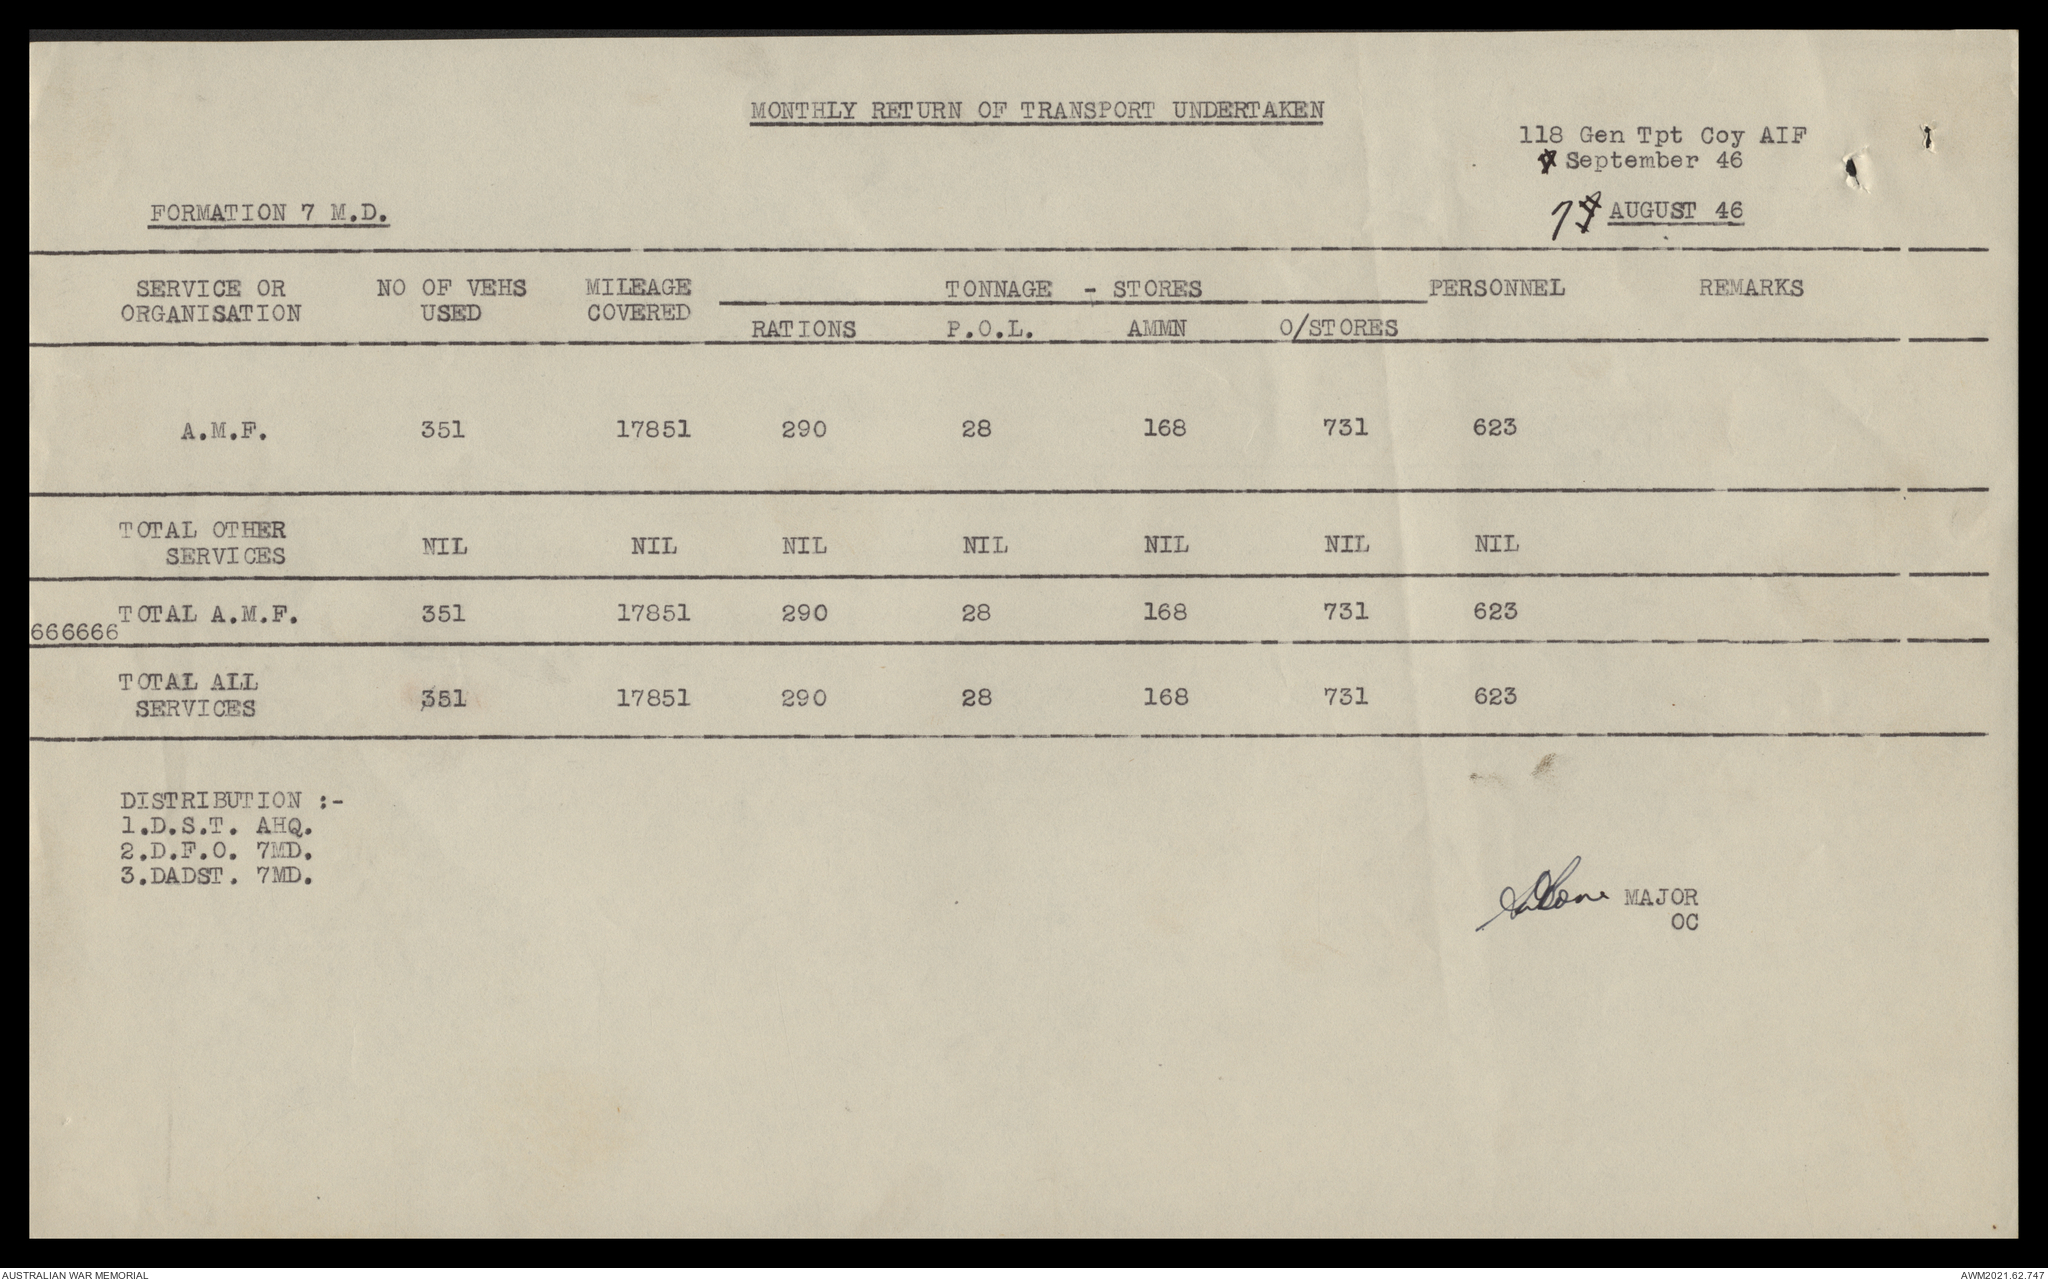 MONTHLY RETURN OF TRANSPORT UNDERTAKEN
118 Gen Tpt Coy AIF
September 46
FORMATION 7 M.D.
AUGUST 46
SERVICE OR ORGANISATION NO OF VEHS USED MILEAGE COVERED TONNAGE - STORES PERSONNEL REMARKS
RATIONS P.O.L. AMMN O/STORES
A.M.F. 351 17851 290 28 168 731 623
TOTAL OTHER SERVICES NIL NIL NIL NIL NIL NIL NIL
TOTAL A.M.F. 351 17851 290 28 168 731 623
666666
TOTAL ALL SERVICES 351 17851 290 28 168 731 623
DISTRIBUTION :-
1.D.S.T. AHQ.
2.D.F.O. 7MD.
3.DADST. 7MD.
MAJOR
OC
AUSTRALIAN WAR MEMORIAL
AWM2021.62.747